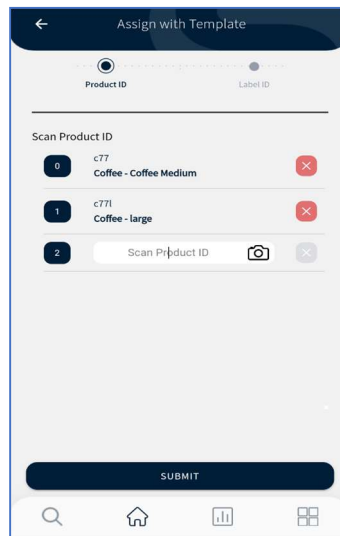 Assign with Template
Product ID Label ID
Scan Product ID
0 c77
Coffee - Coffee Medium
1 c77l
Coffee - large
2 Scan Product ID
SUBMIT